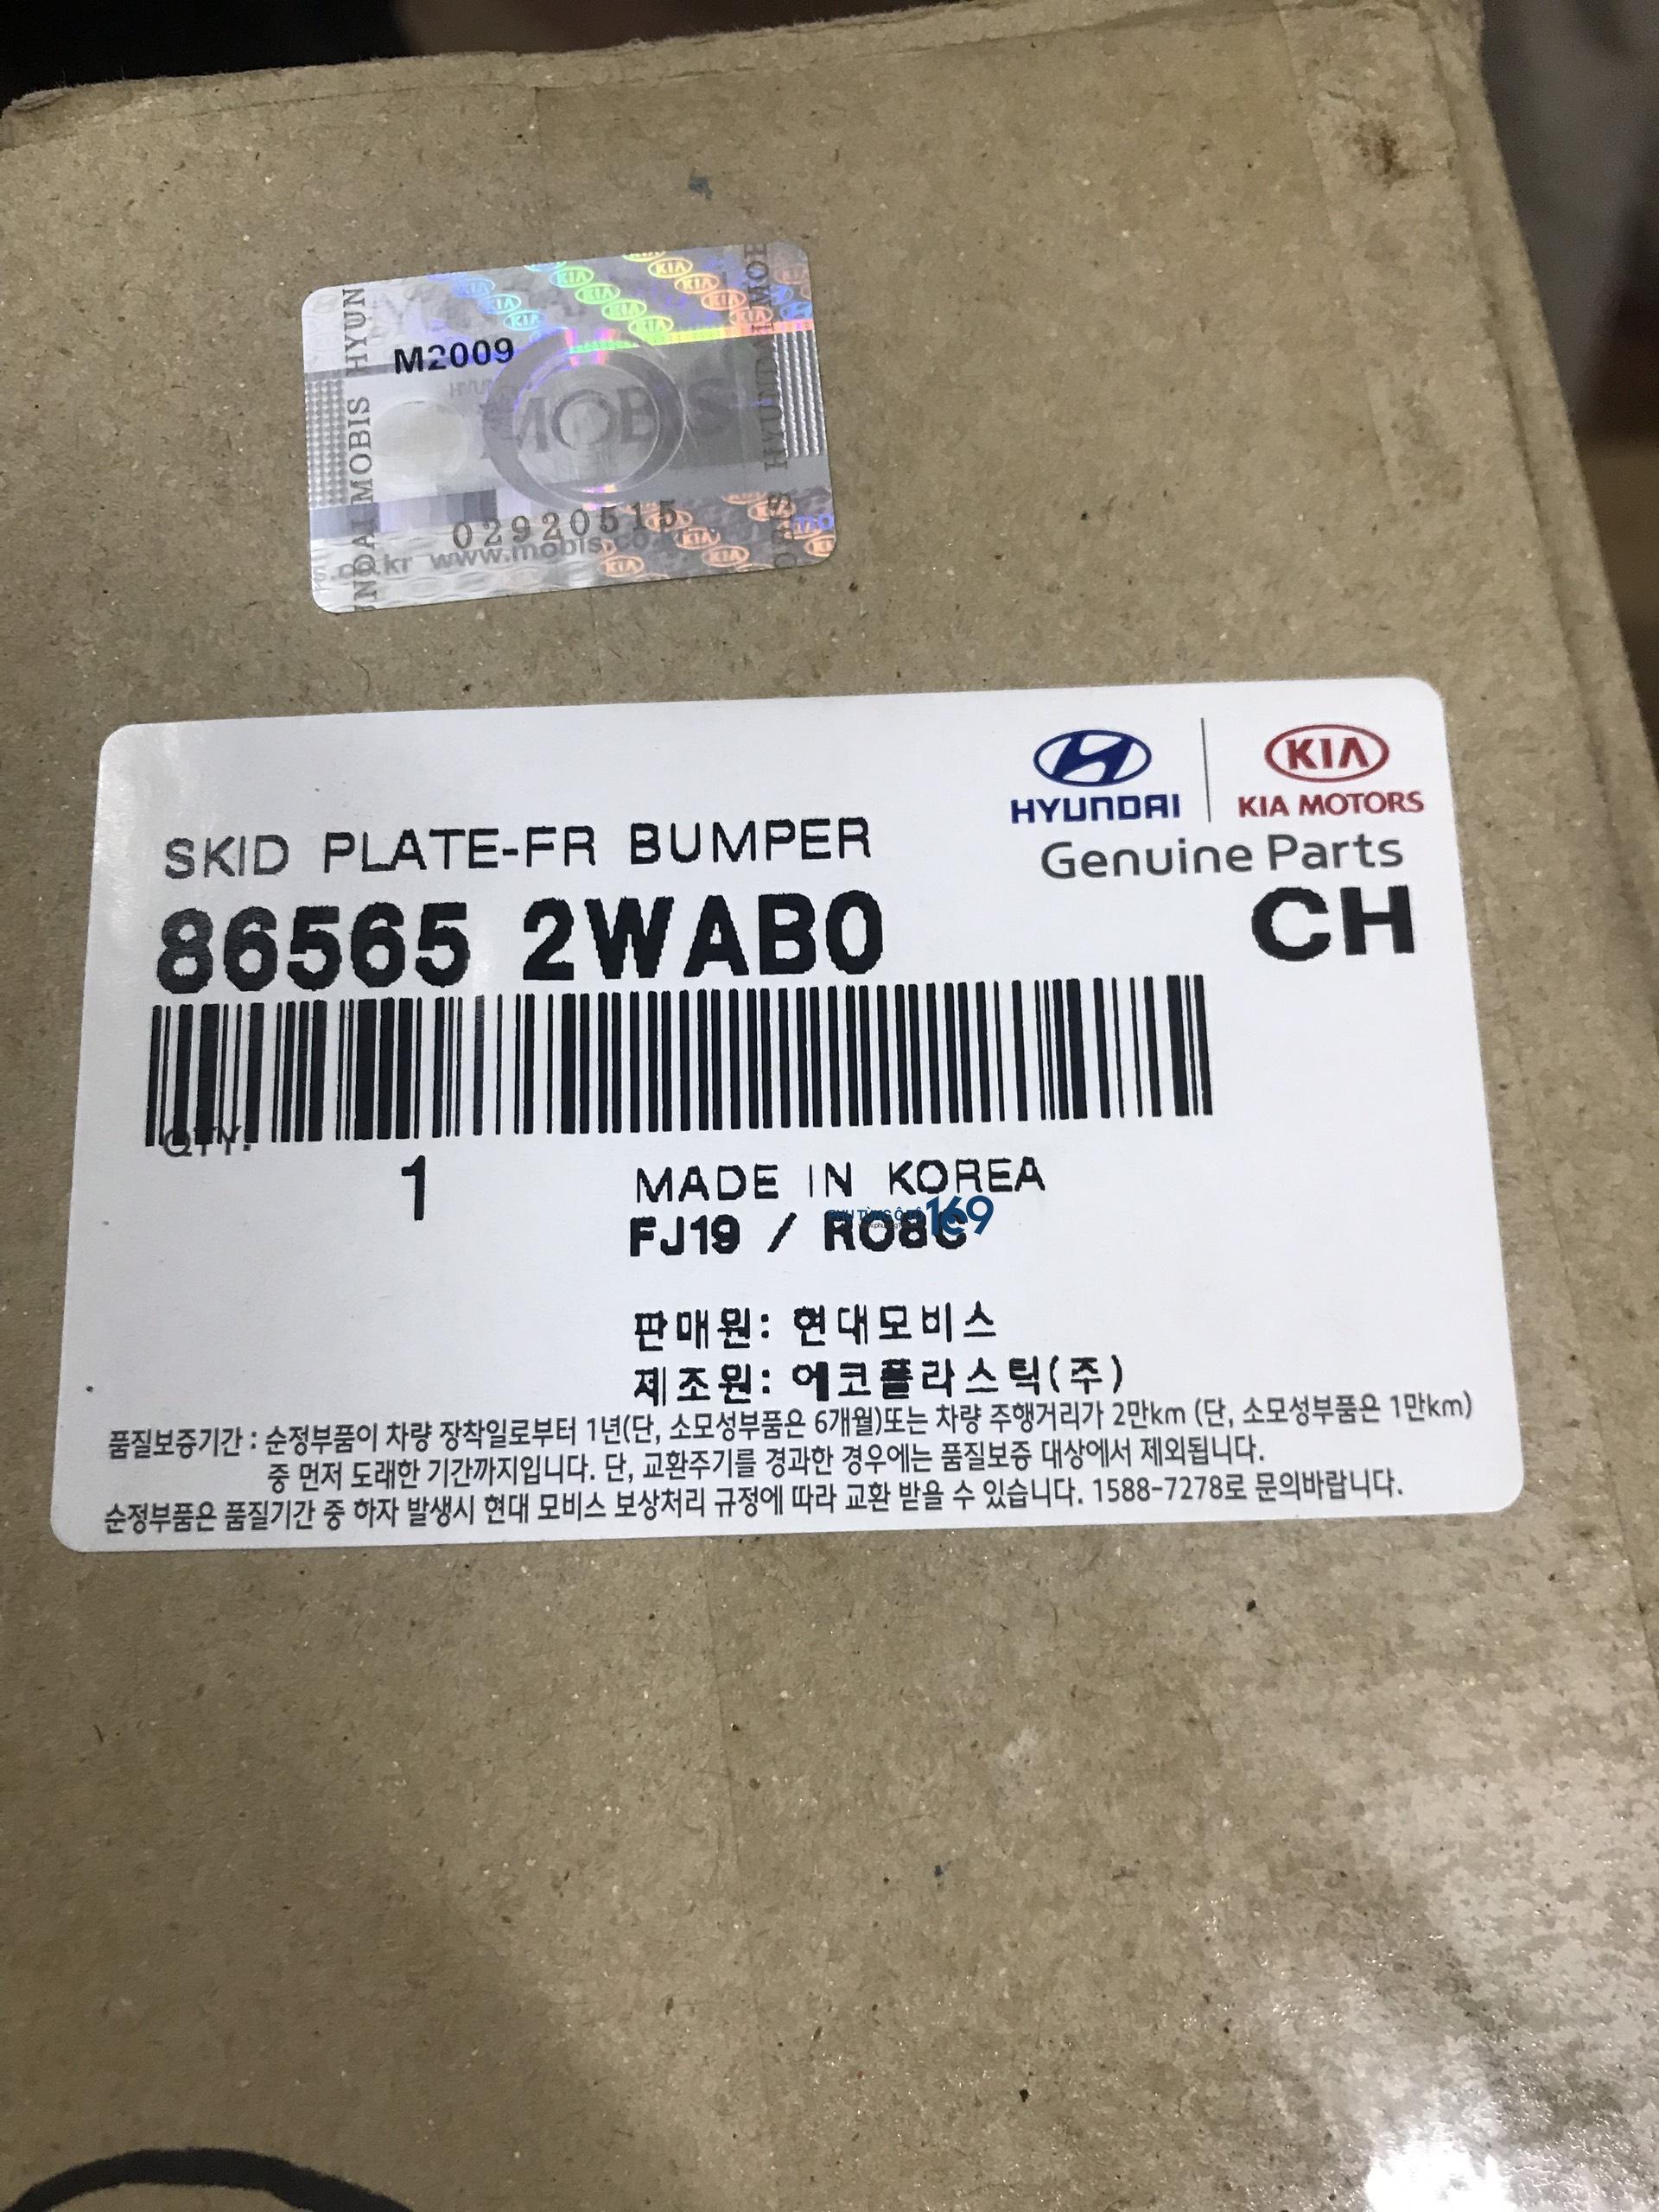 M2009
MOBIS
02920515
www.mobis.co
HYUNDAI
KIA
KIA MOTORS
Genuine Parts
SKID PLATE-FR BUMPER
86565 2WAB0
CH
QTY:
1
MADE IN KOREA
PHỤ TÙNG Ô TÔ 169
FJ19 / RO8C
판매원: 현대모비스
제조원: 에코플라스틱(주)
품질보증기간 : 순정부품이 차량 장착일로부터 1년(단, 소모성부품은 6개월)또는 차량 주행거리가 2만km (단, 소모성부품은 1만km)
중 먼저 도래한 기간까지입니다. 단, 교환주기를 경과한 경우에는 품질보증 대상에서 제외됩니다.
순정부품은 품질기간 중 하자 발생시 현대 모비스 보상처리 규정에 따라 교환 받을 수 있습니다. 1588-7278로 문의바랍니다.